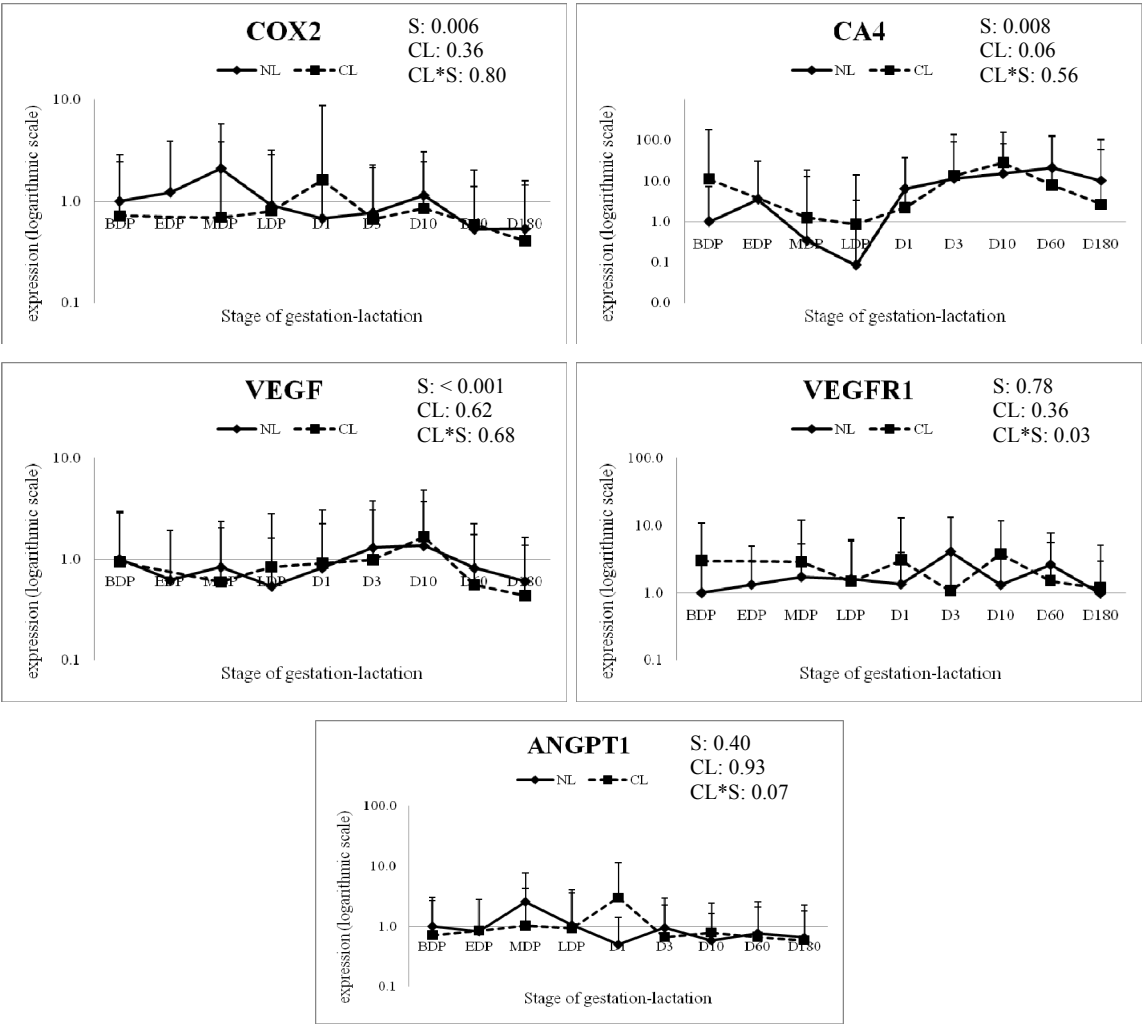 COX2
S: 0.006
CL: 0.36
CL*S: 0.80
NL CL
expression (logarithmic scale)
10.0
1.0
0.1
BDP EDP MDP LDP D1 D3 D10 D60 D180
Stage of gestation-lactation
CA4
S: 0.008
CL: 0.06
CL*S: 0.56
NL CL
expression (logarithmic scale)
100.0
10.0
1.0
0.1
0.0
BDP EDP MDP LDP D1 D3 D10 D60 D180
Stage of gestation-lactation
VEGF
S: < 0.001
CL: 0.62
CL*S: 0.68
NL CL
expression (logarithmic scale)
10.0
1.0
0.1
BDP EDP MDP LDP D1 D3 D10 D60 D180
Stage of gestation-lactation
VEGFR1
S: 0.78
CL: 0.36
CL*S: 0.03
NL CL
expression (logarithmic scale)
100.0
10.0
1.0
0.1
BDP EDP MDP LDP D1 D3 D10 D60 D180
Stage of gestation-lactation
ANGPT1
S: 0.40
CL: 0.93
CL*S: 0.07
NL CL
expression (logarithmic scale)
100.0
10.0
1.0
0.1
BDP EDP MDP LDP D1 D3 D10 D60 D180
Stage of gestation-lactation